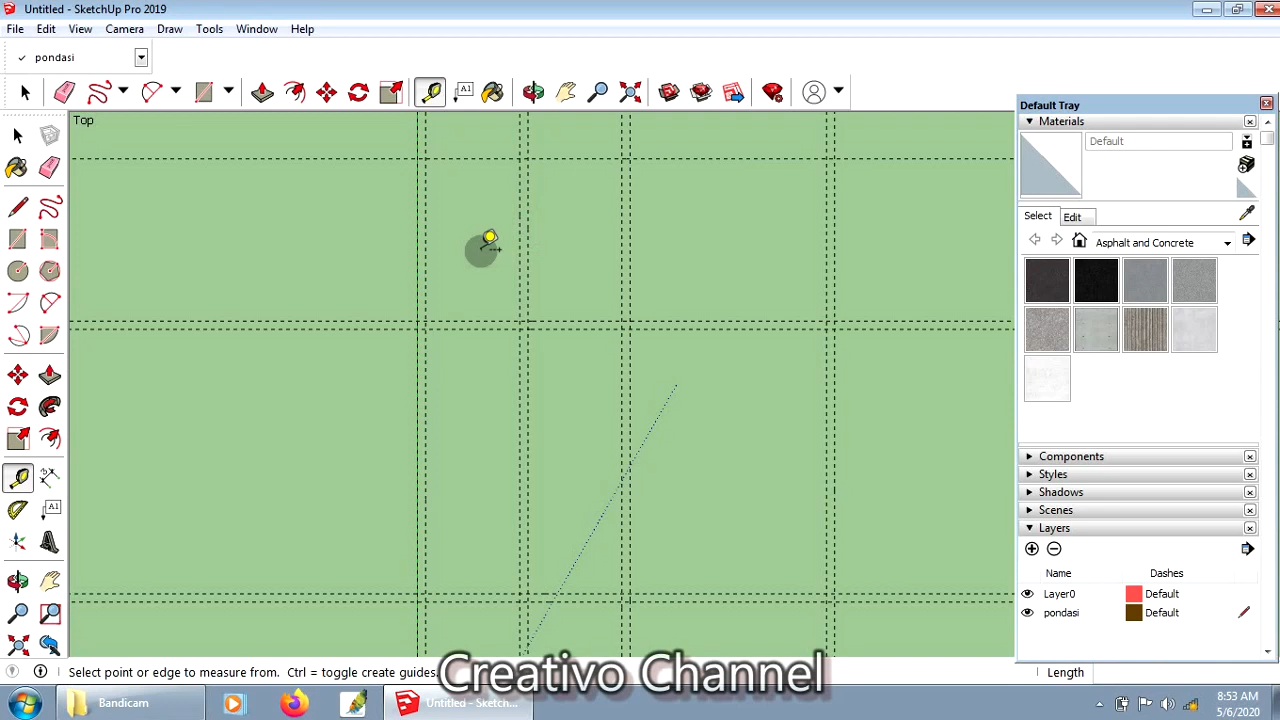 Untitled - SketchUp Pro 2019
File Edit View Camera Draw Tools Window Help
pondasi
A1
Default Tray
Top
Materials
Default
Select Edit
Asphalt and Concrete
A1
Components
Styles
Shadows
Scenes
Layers
Name Dashes
Layer0 Default
pondasi Default
Select point or edge to measure from. Ctrl = toggle create guides.
Length
Creativo Channel
Bandicam
Untitled - Sketch...
8:53 AM
5/6/2020